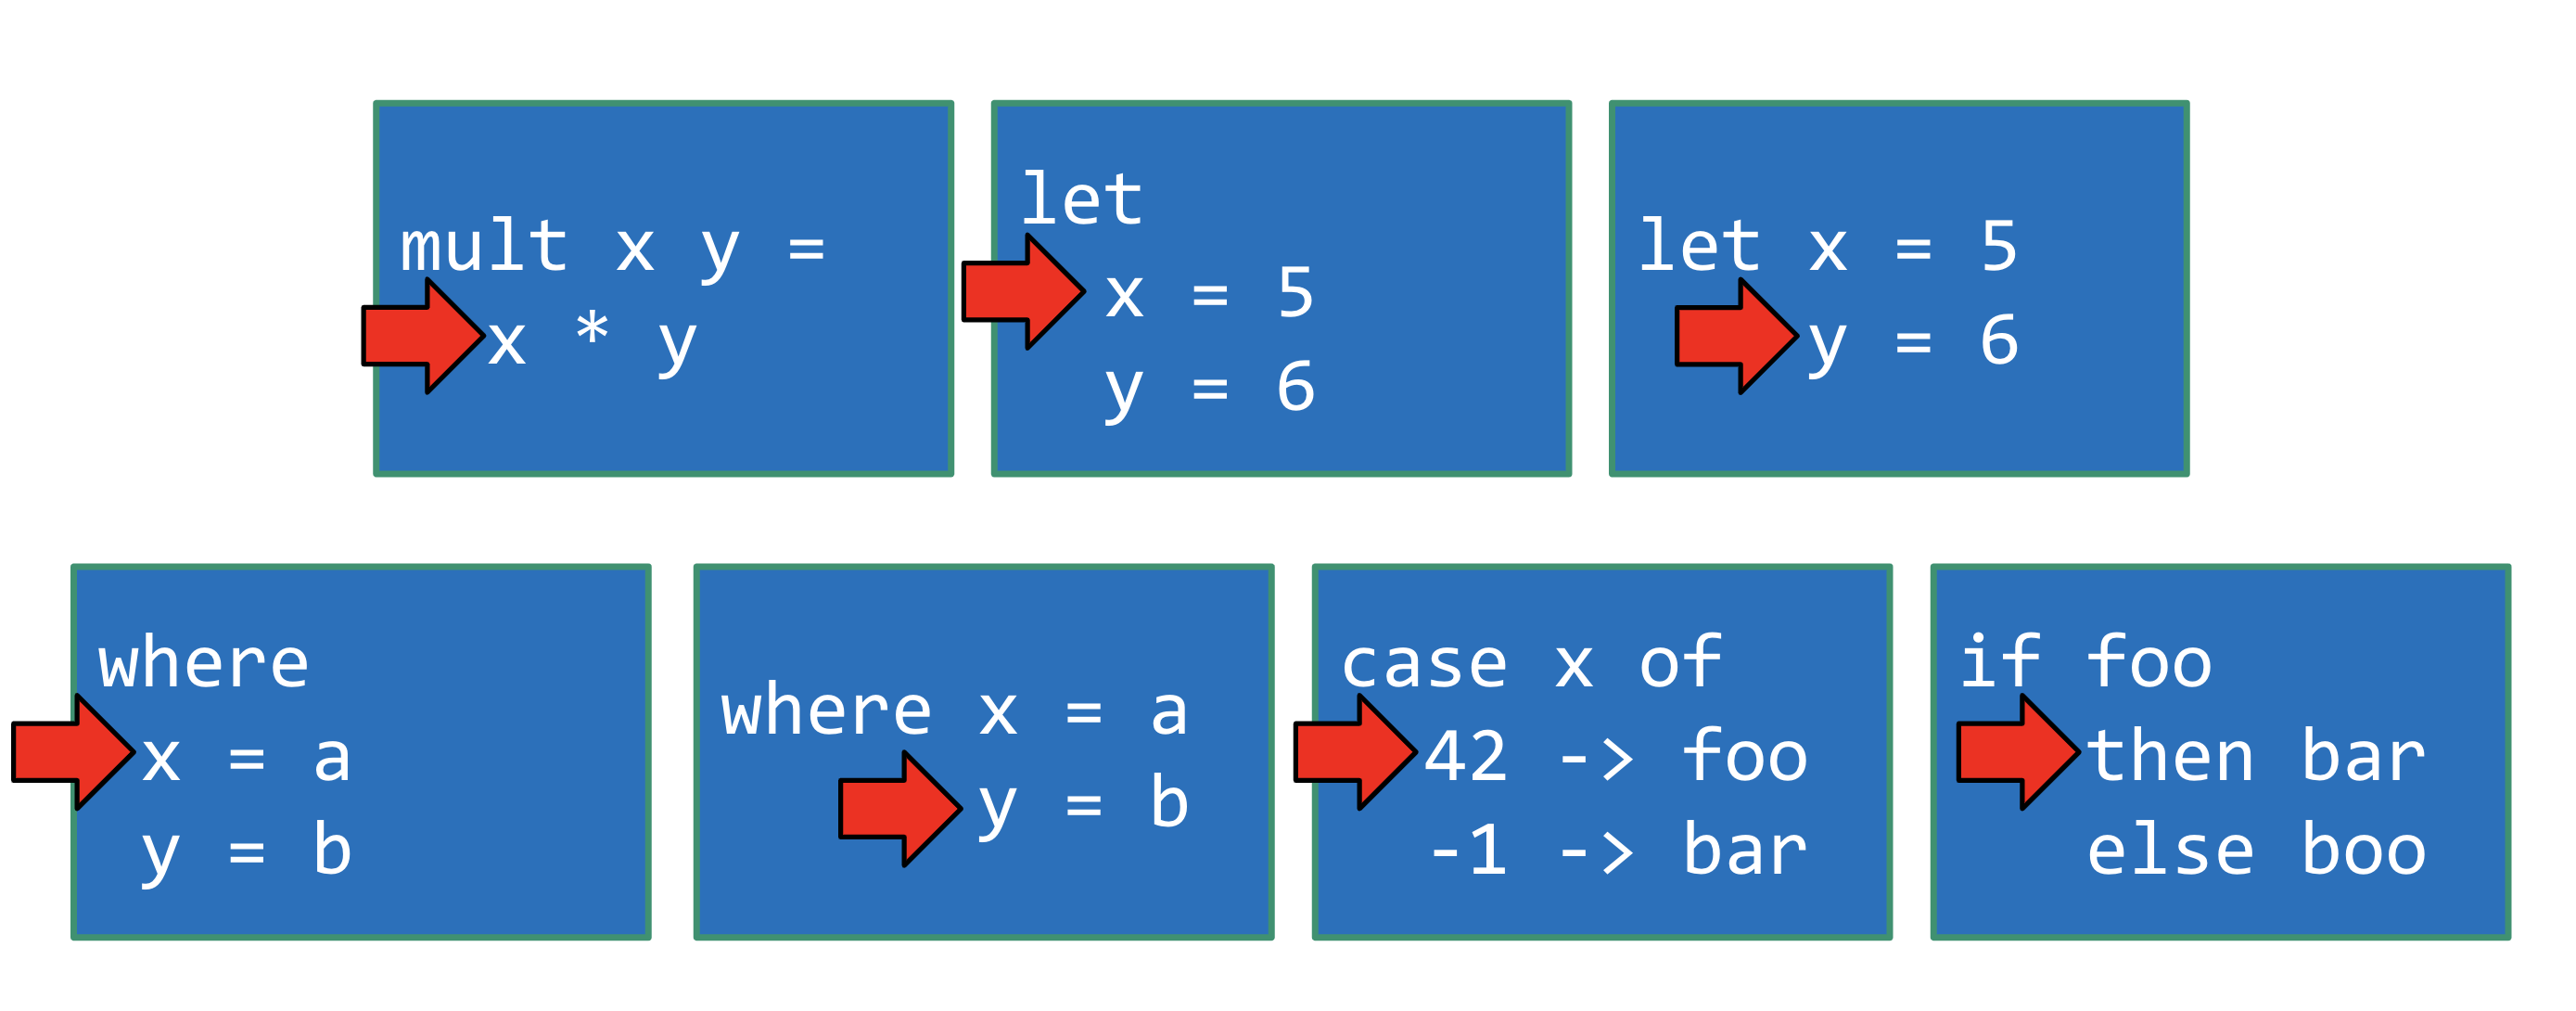 mult x y =
  x * y
let
  x = 5
  y = 6
let x = 5
    y = 6
where
 x = a
 y = b
where x = a
      y = b
case x of
  42 -> foo
  -1 -> bar
if foo
   then bar
   else boo